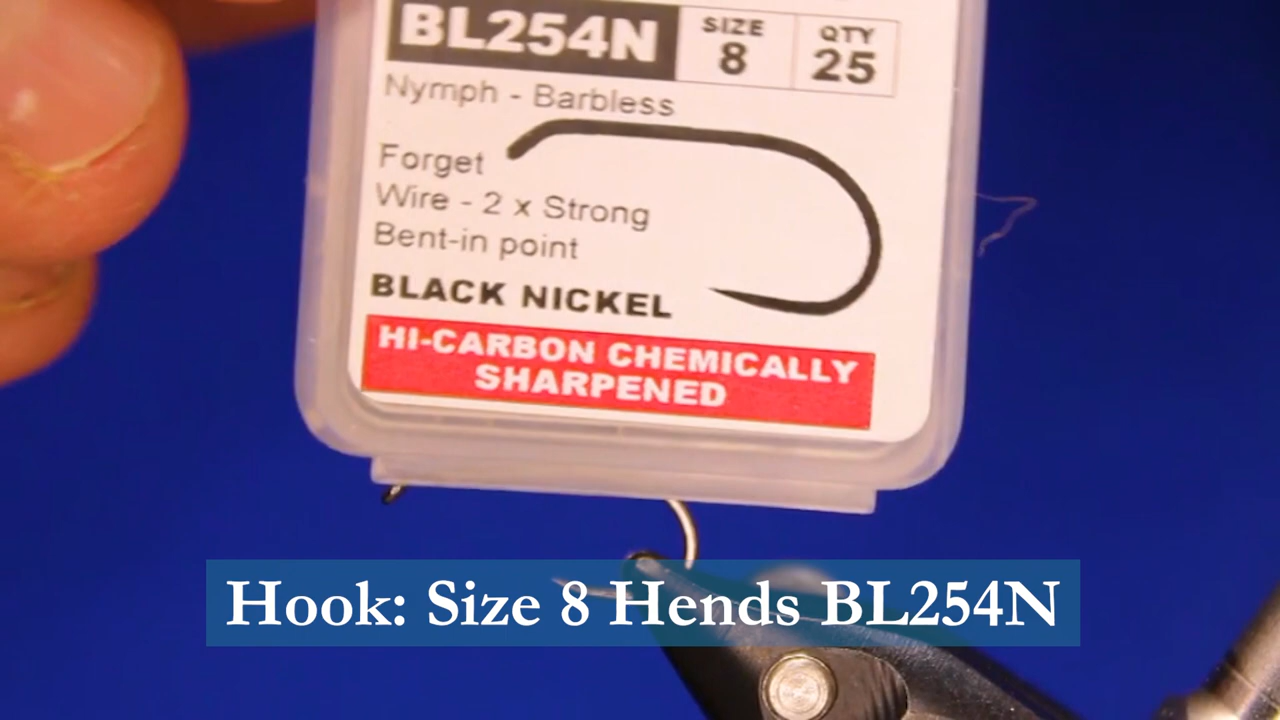 BL254N
SIZE
8
QTY
25
Nymph - Barbless
Forget
Wire - 2 x Strong
Bent-in point
BLACK NICKEL
HI-CARBON CHEMICALLY
SHARPENED
Hook: Size 8 Hends BL254N